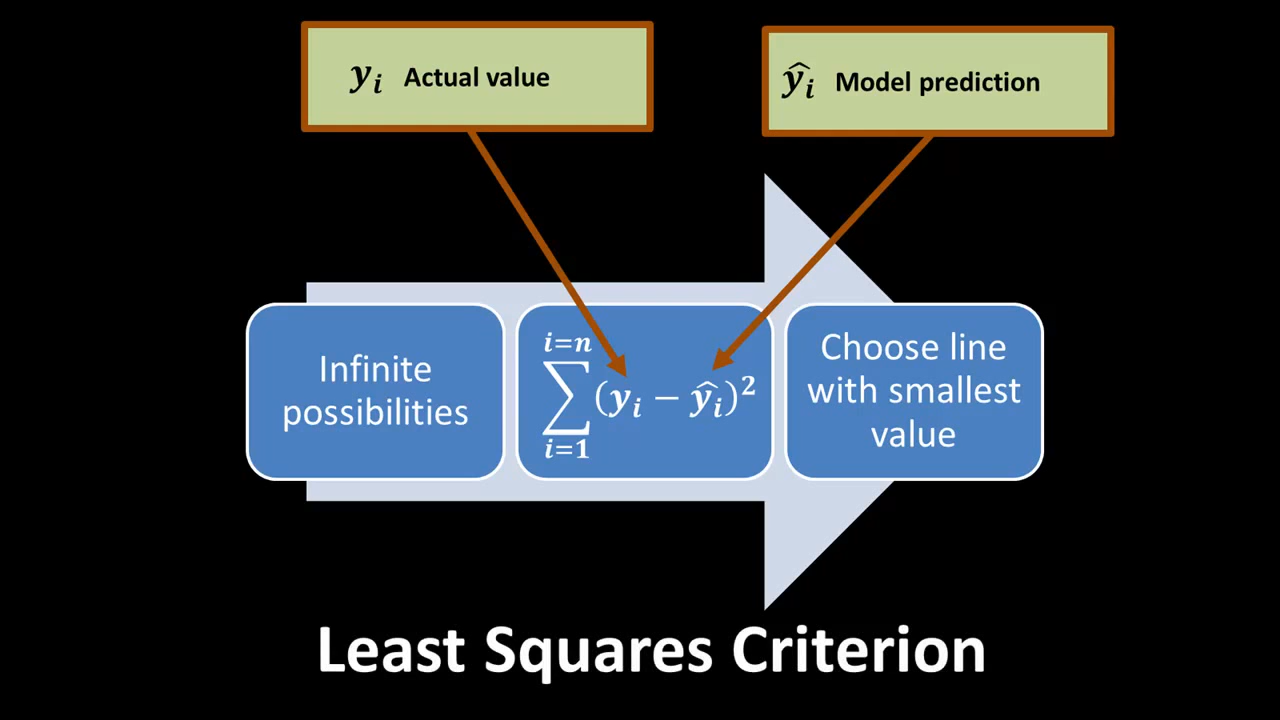 yᵢ Actual value
ŷᵢ Model prediction
Infinite
possibilities
i=n
∑(yᵢ − ŷᵢ)²
i=1
Choose line
with smallest
value
Least Squares Criterion